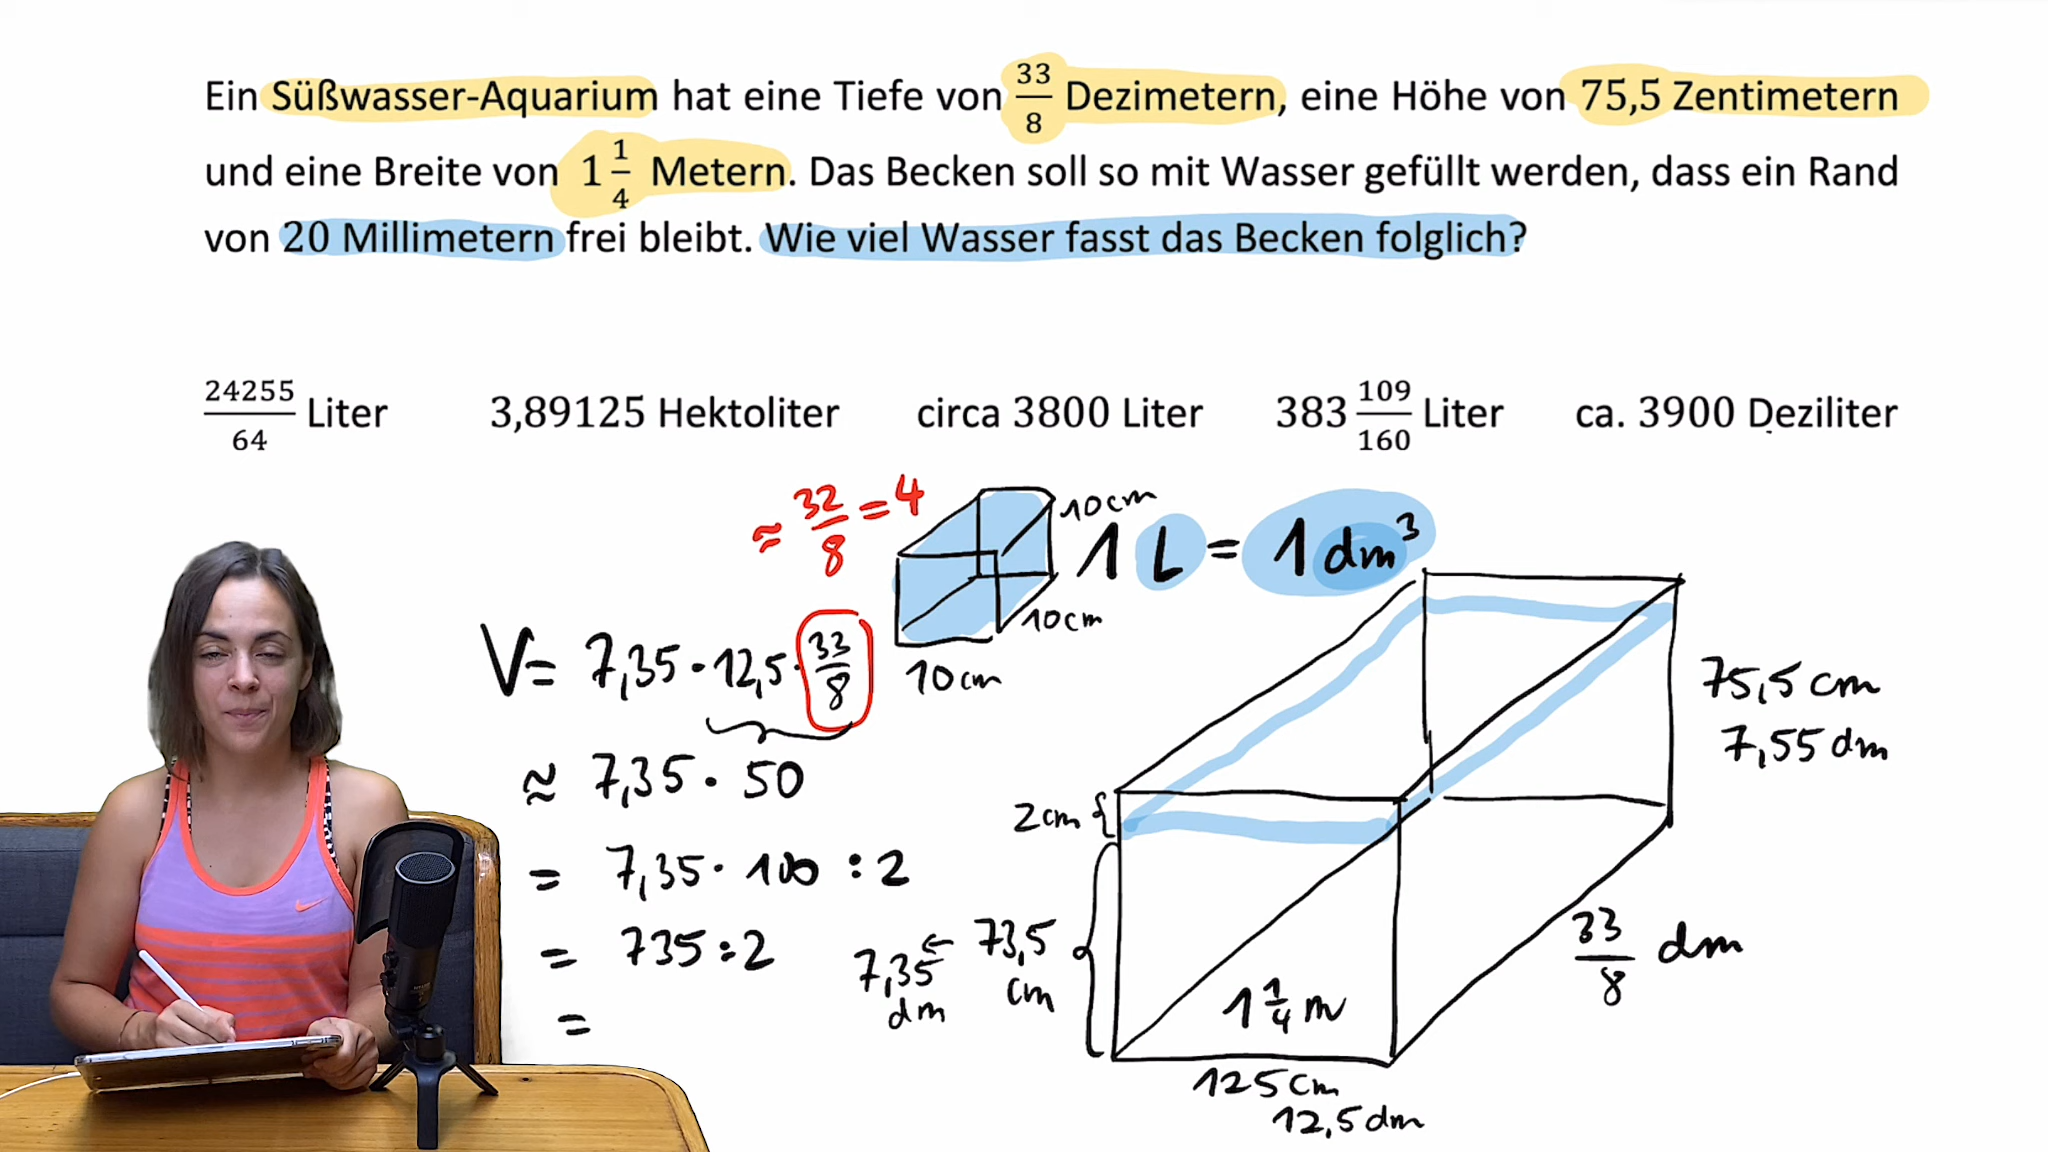 Ein Süßwasser-Aquarium hat eine Tiefe von 33/8 Dezimetern, eine Höhe von 75,5 Zentimetern
und eine Breite von 1 1/4 Metern. Das Becken soll so mit Wasser gefüllt werden, dass ein Rand
von 20 Millimetern frei bleibt. Wie viel Wasser fasst das Becken folglich?
24255/64 Liter 3,89125 Hektoliter circa 3800 Liter 383 109/160 Liter ca. 3900 Deziliter
≈ 32/8 = 4
10cm
1 L = 1 dm³
10cm
10cm
V = 7,35 · 12,5 · 33/8
≈ 7,35 · 50
= 7,35 · 100 : 2
= 735 : 2
=
75,5 cm
7,55 dm
2cm {
7,35 dm ← 73,5 cm
33/8 dm
1 1/4 m
125 cm
12,5 dm